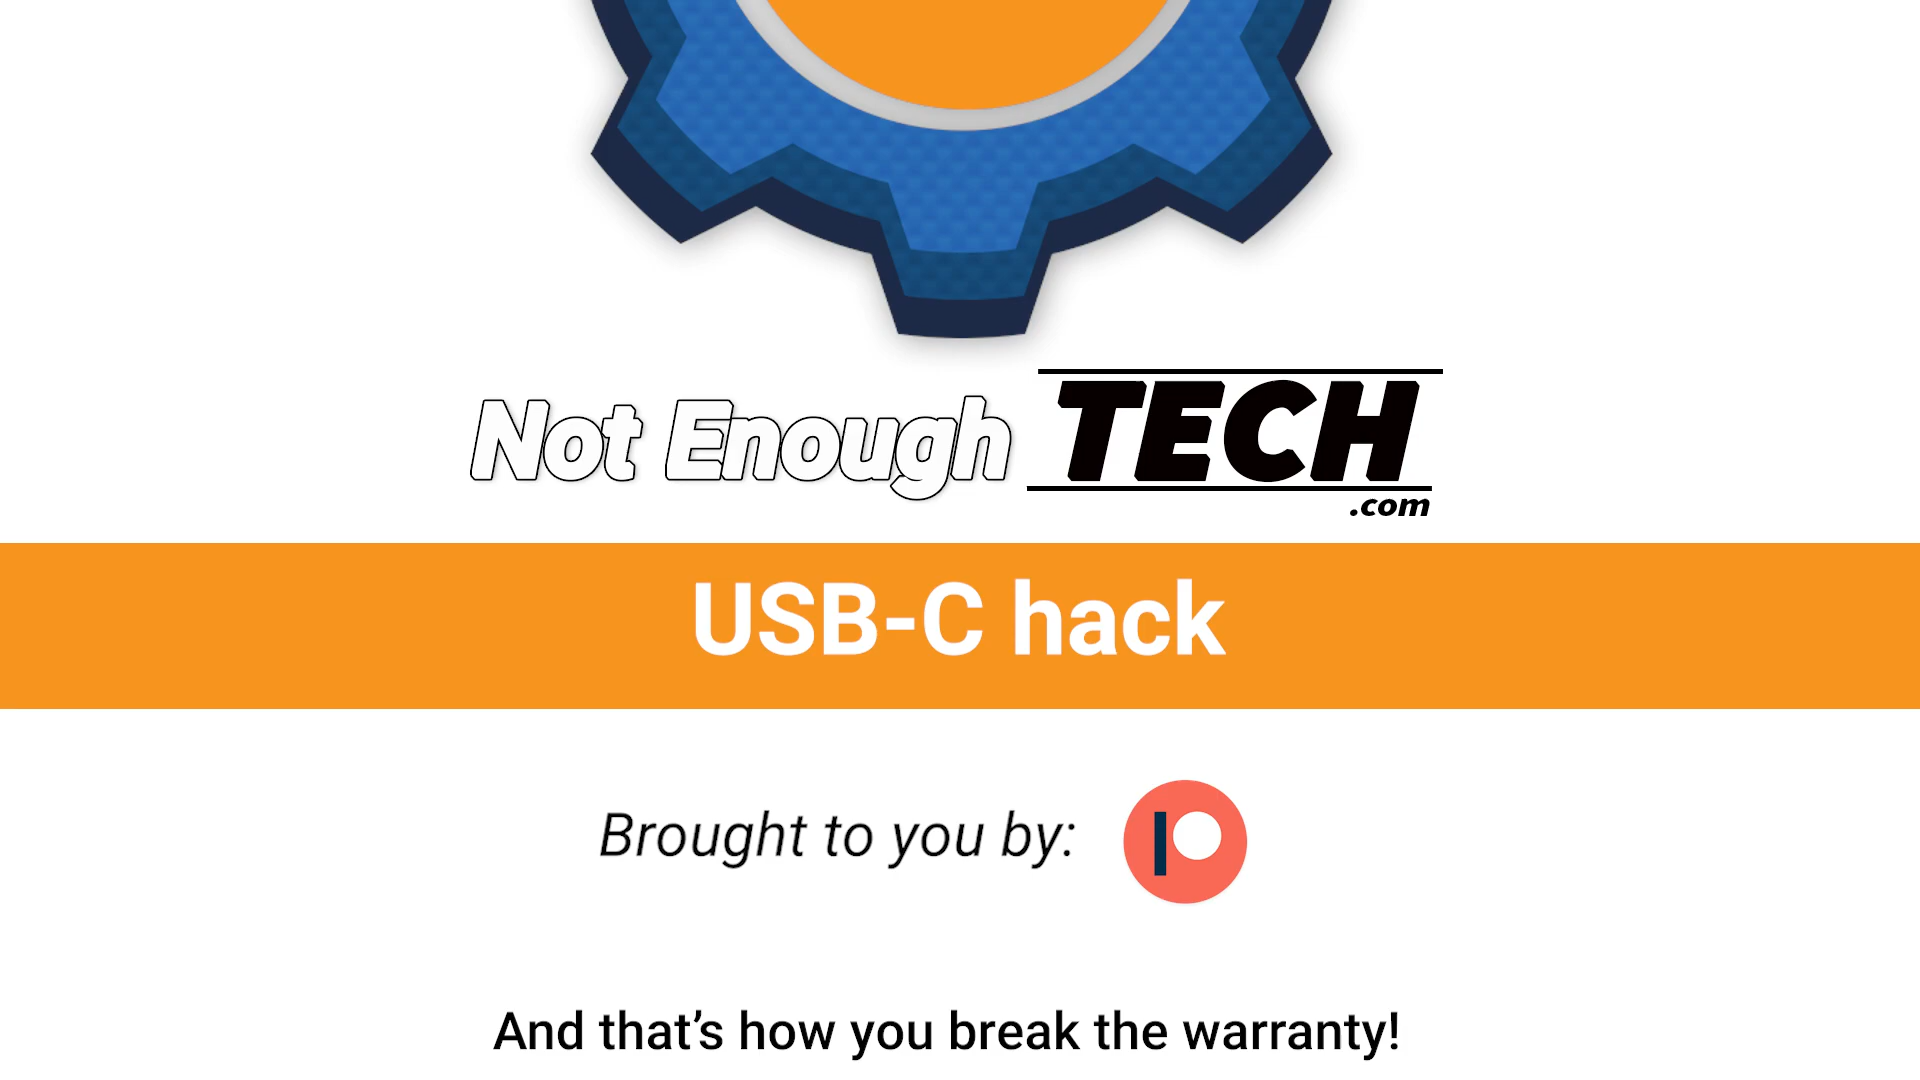 Not Enough TECH
.com
USB-C hack
Brought to you by:
And that’s how you break the warranty!